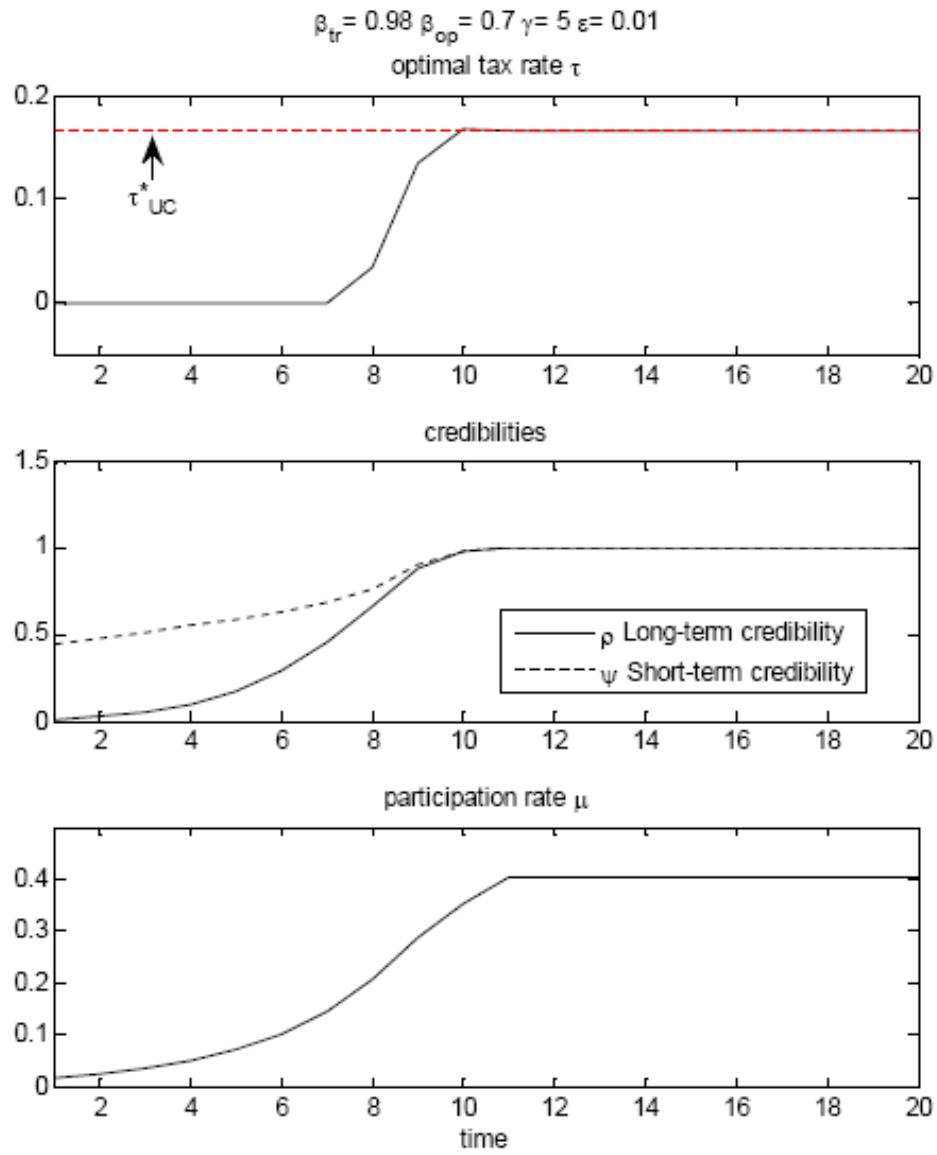 βtr= 0.98 βop= 0.7 γ= 5 ε= 0.01
optimal tax rate τ
0.2
0.1
0
τ*UC
2 4 6 8 10 12 14 16 18 20
credibilities
1.5
1
0.5
0
ρ Long-term credibility
ψ Short-term credibility
2 4 6 8 10 12 14 16 18 20
participation rate μ
0.4
0.3
0.2
0.1
0
2 4 6 8 10 12 14 16 18 20
time